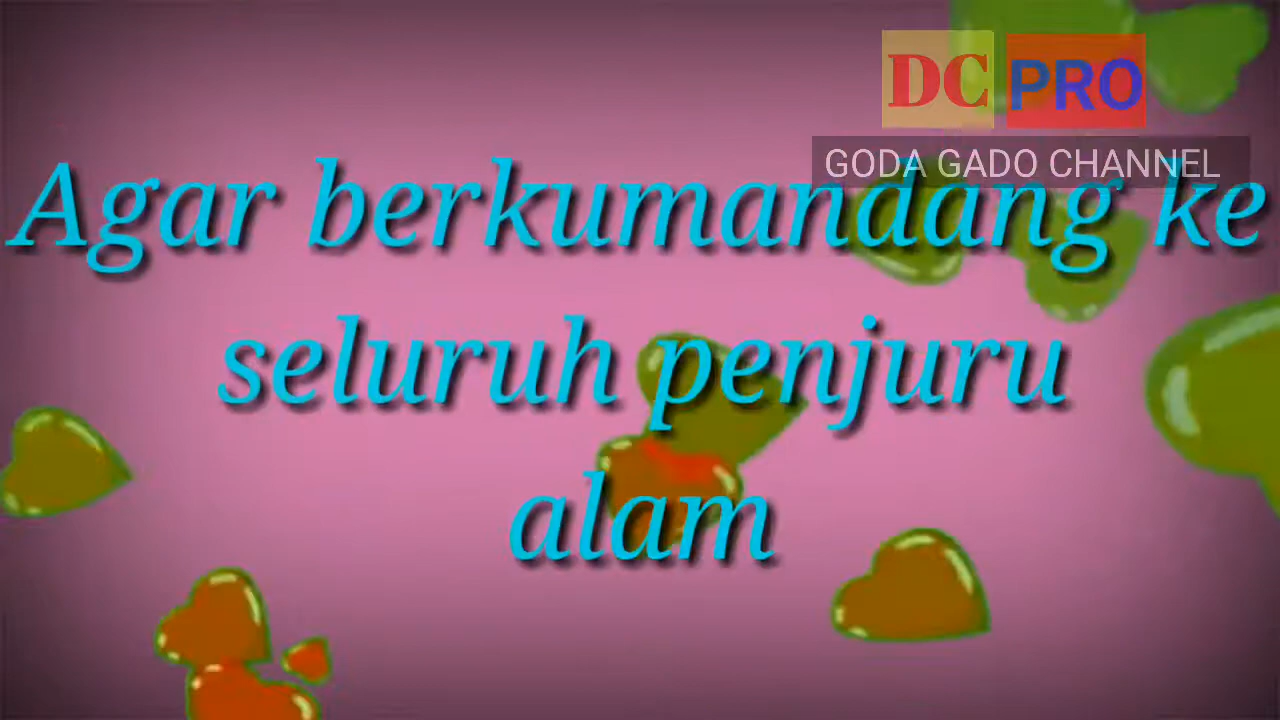 DC PRO
GODA GADO CHANNEL
Agar berkumandang ke
seluruh penjuru
alam